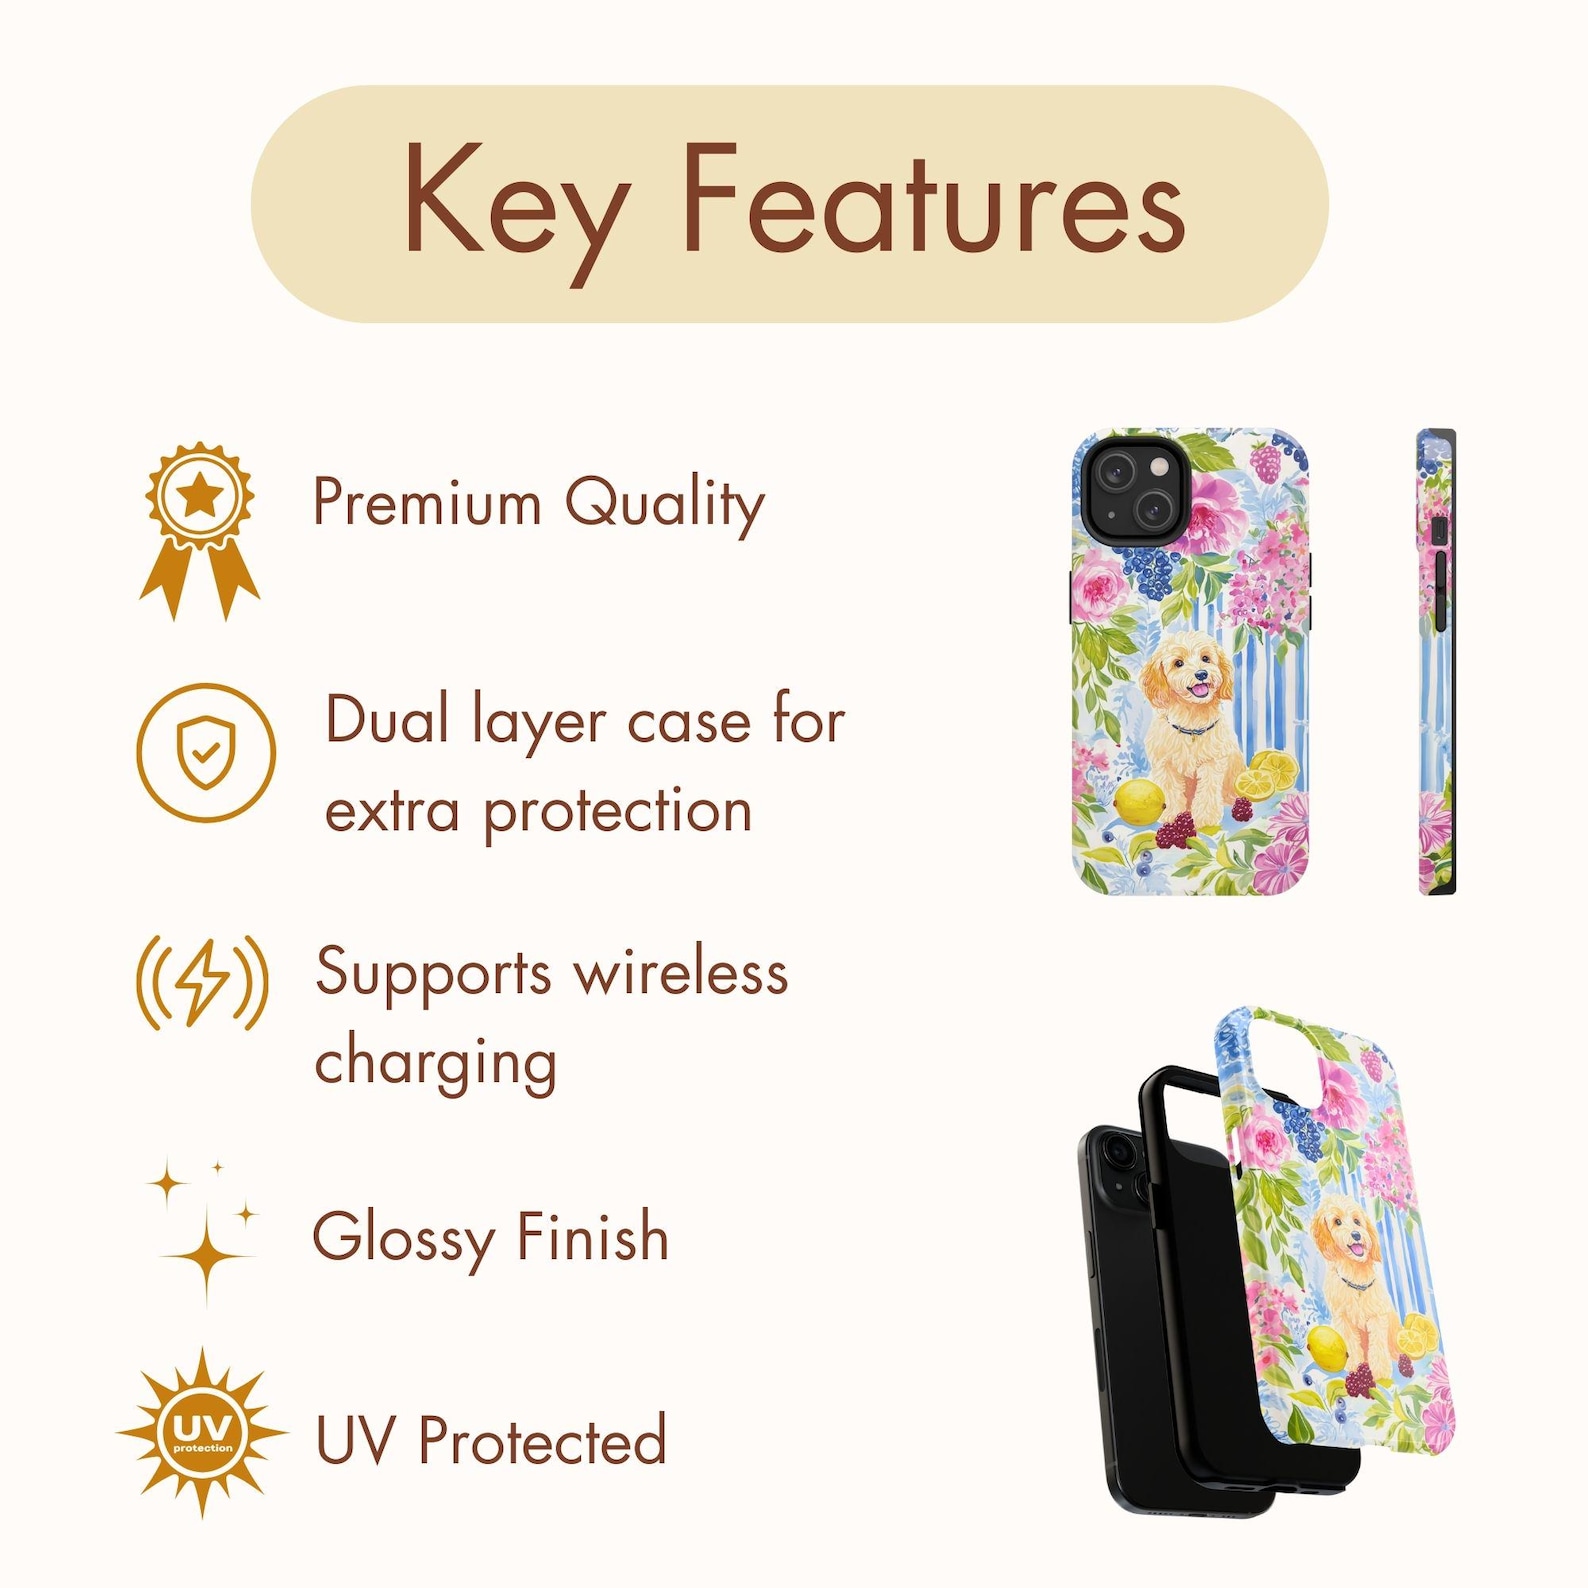 Key Features
Premium Quality
Dual layer case for
extra protection
Supports wireless
charging
Glossy Finish
UV
protection
UV Protected